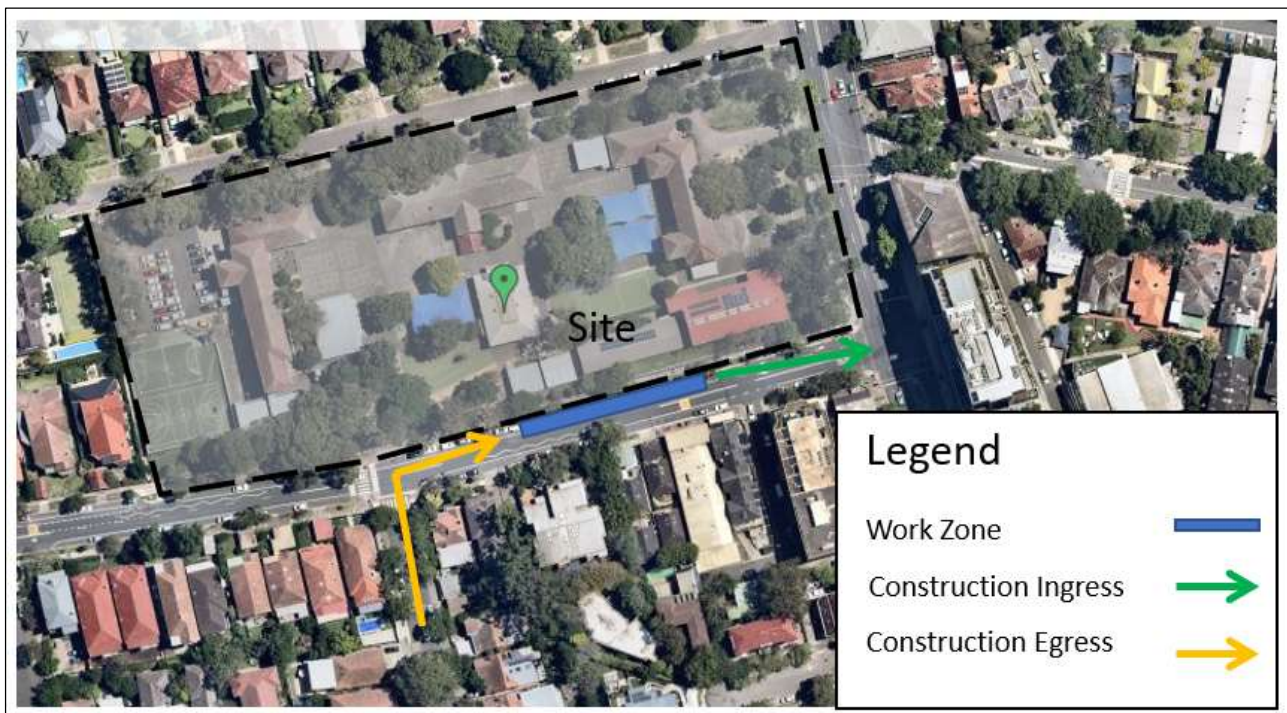 y
Site
Legend
Work Zone
Construction Ingress
Construction Egress